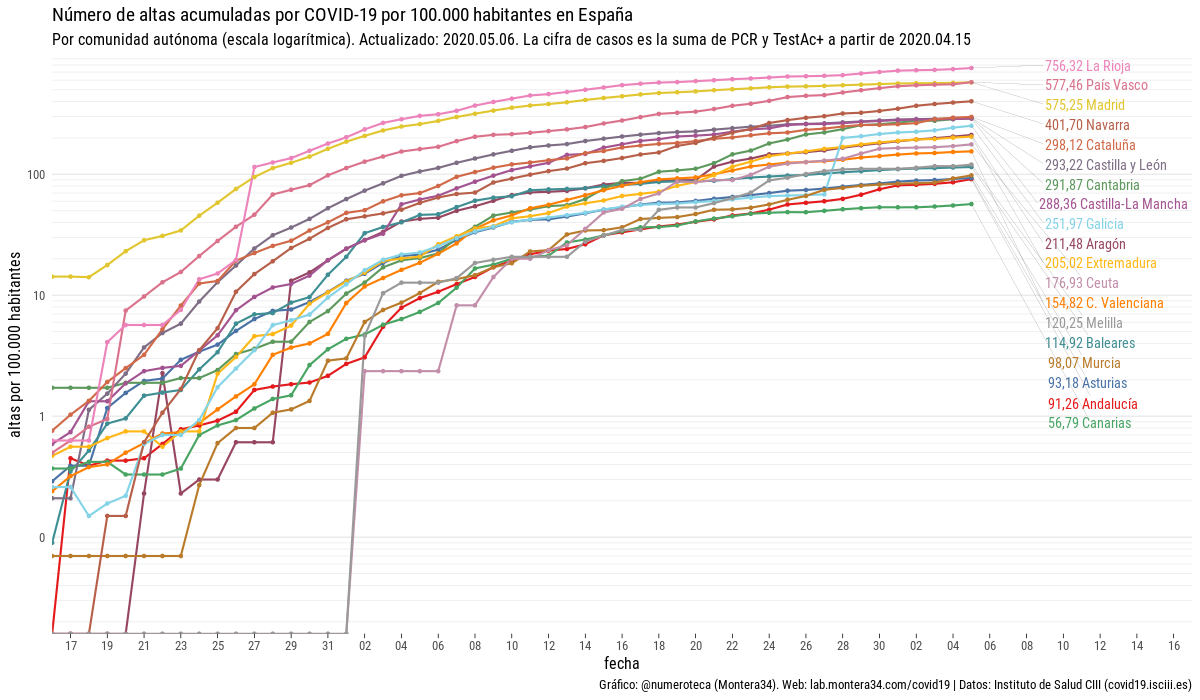 Número de altas acumuladas por COVID-19 por 100.000 habitantes en España
Por comunidad autónoma (escala logarítmica). Actualizado: 2020.05.06. La cifra de casos es la suma de PCR y TestAc+ a partir de 2020.04.15
altas por 100.000 habitantes
100
10
1
0
756,32 La Rioja
577,46 País Vasco
575,25 Madrid
401,70 Navarra
298,12 Cataluña
293,22 Castilla y León
291,87 Cantabria
288,36 Castilla-La Mancha
251,97 Galicia
211,48 Aragón
205,02 Extremadura
176,93 Ceuta
154,82 C. Valenciana
120,25 Melilla
114,92 Baleares
98,07 Murcia
93,18 Asturias
91,26 Andalucía
56,79 Canarias
17 19 21 23 25 27 29 31 02 04 06 08 10 12 14 16 18 20 22 24 26 28 30 02 04 06 08 10 12 14 16
fecha
Gráfico: @numeroteca (Montera34). Web: lab.montera34.com/covid19 | Datos: Instituto de Salud CIII (covid19.isciii.es)